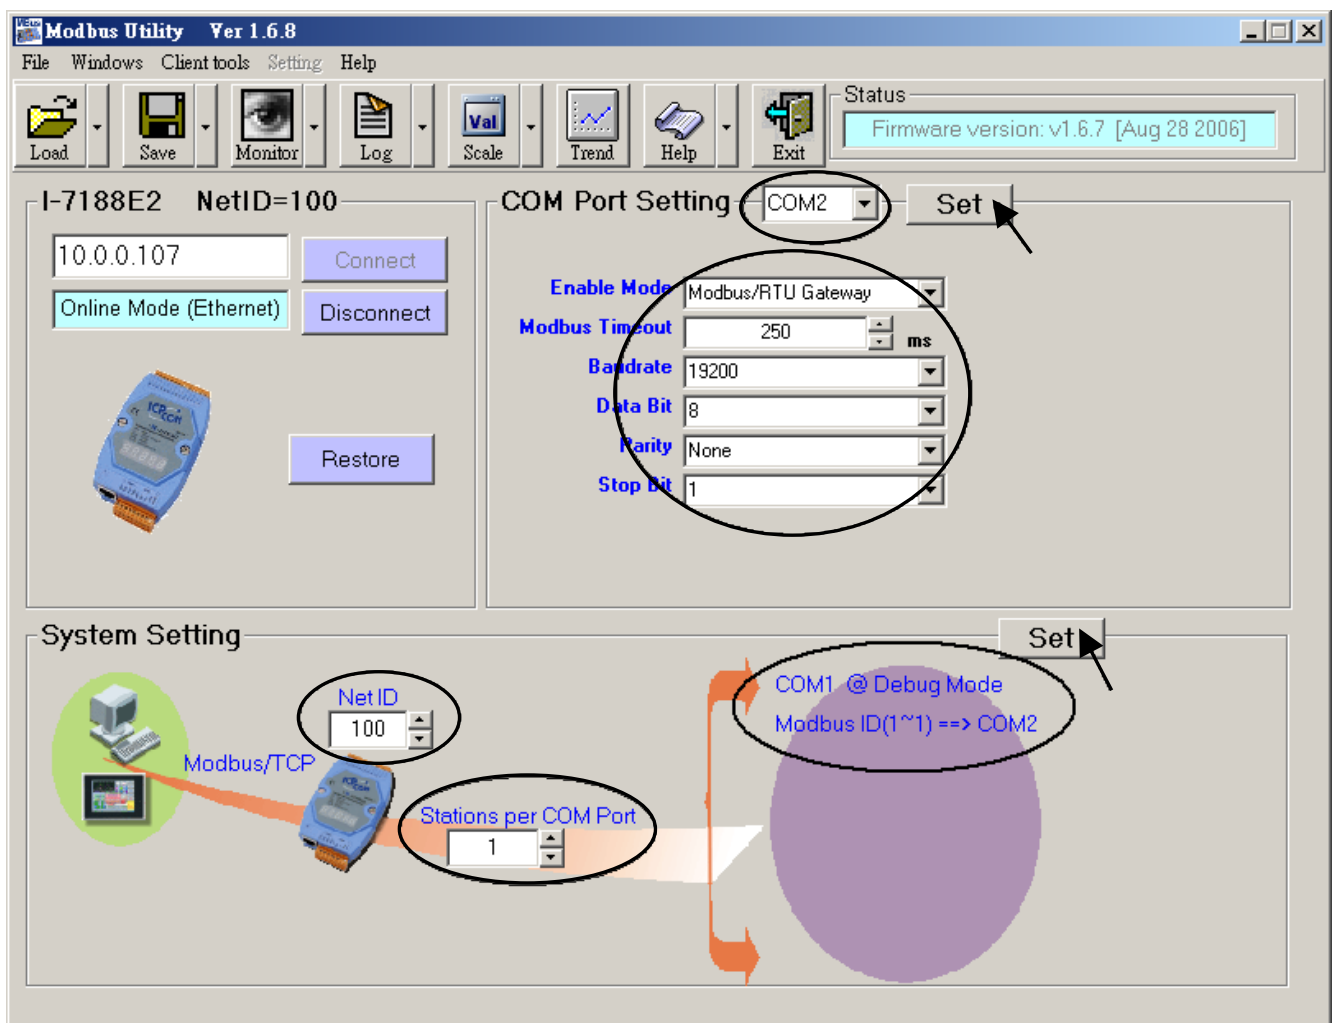 Modbus Utility Ver 1.6.8
File Windows Client tools Setting Help
Load Save Monitor Log Val Scale Trend Help Exit
Status
Firmware version: v1.6.7 [Aug 28 2006]
I-7188E2 NetID=100
10.0.0.107
Connect
Online Mode (Ethernet)
Disconnect
Restore
COM Port Setting COM2 Set
Enable Mode Modbus/RTU Gateway
Modbus Timeout 250 ms
Baudrate 19200
Data Bit 8
Parity None
Stop Bit 1
System Setting
Set
Net ID
100
Modbus/TCP
Stations per COM Port
1
COM1 @ Debug Mode
Modbus ID(1~1) ==> COM2